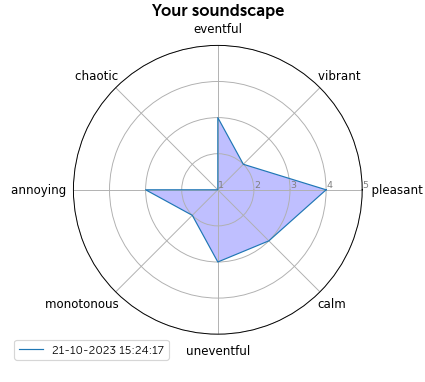 Your soundscape
eventful
chaotic
vibrant
annoying
1
2
3
4
5
pleasant
monotonous
calm
21-10-2023 15:24:17
uneventful